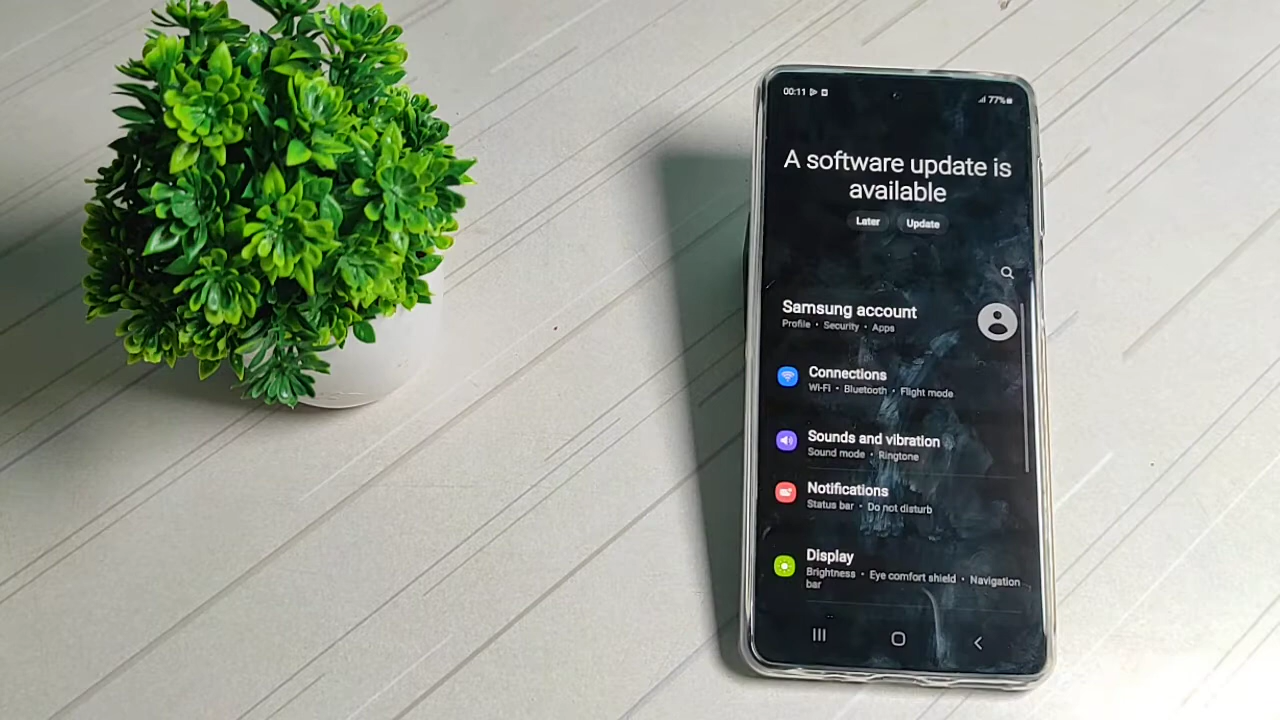 00:11
77%
A software update is
available
Later Update
Samsung account
Profile • Security • Apps
Connections
Wi-Fi • Bluetooth • Flight mode
Sounds and vibration
Sound mode • Ringtone
Notifications
Status bar • Do not disturb
Display
Brightness • Eye comfort shield • Navigation
bar